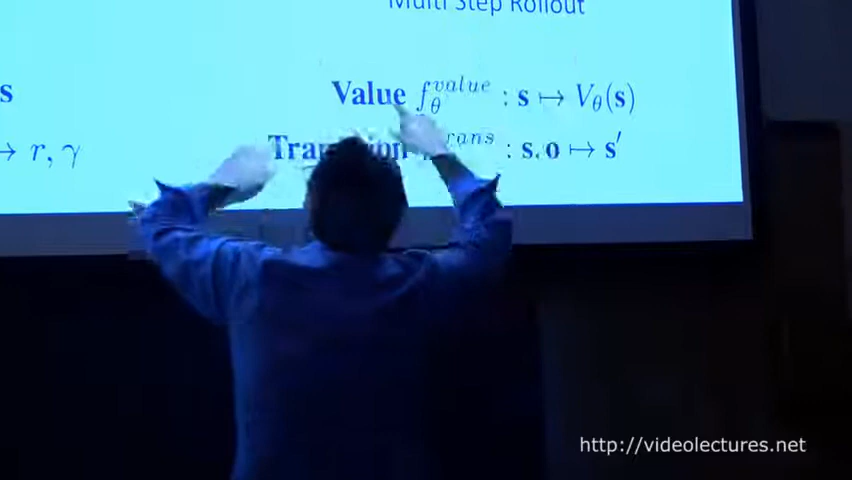 Multi Step Rollout
s
Value f_θ^{value} : s ↦ V_θ(s)
→ r, γ
: s, o ↦ s′
http://videolectures.net